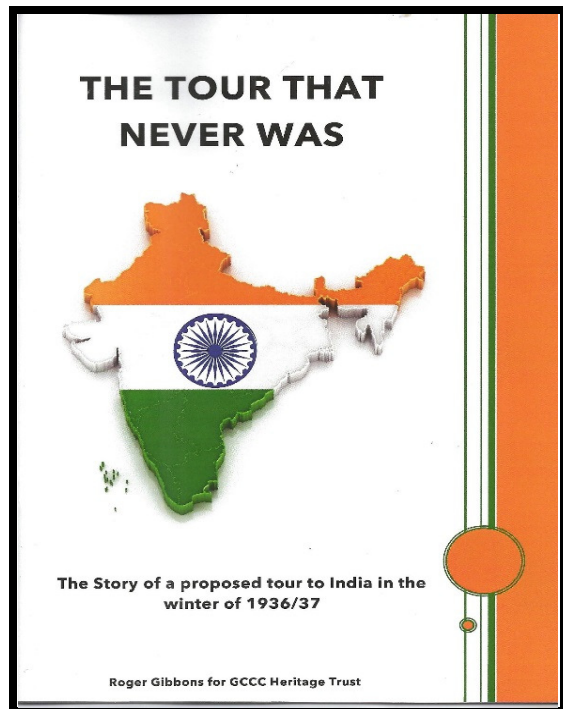 THE TOUR THAT
NEVER WAS
The Story of a proposed tour to India in the
winter of 1936/37
Roger Gibbons for GCCC Heritage Trust